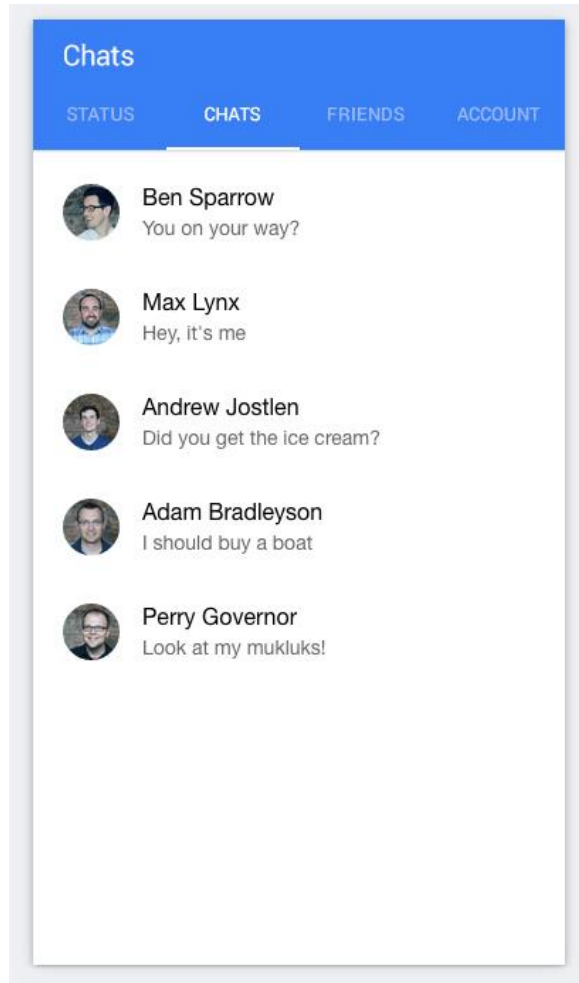 Chats
STATUS CHATS FRIENDS ACCOUNT
Ben Sparrow
You on your way?
Max Lynx
Hey, it's me
Andrew Jostlen
Did you get the ice cream?
Adam Bradleyson
I should buy a boat
Perry Governor
Look at my mukluks!